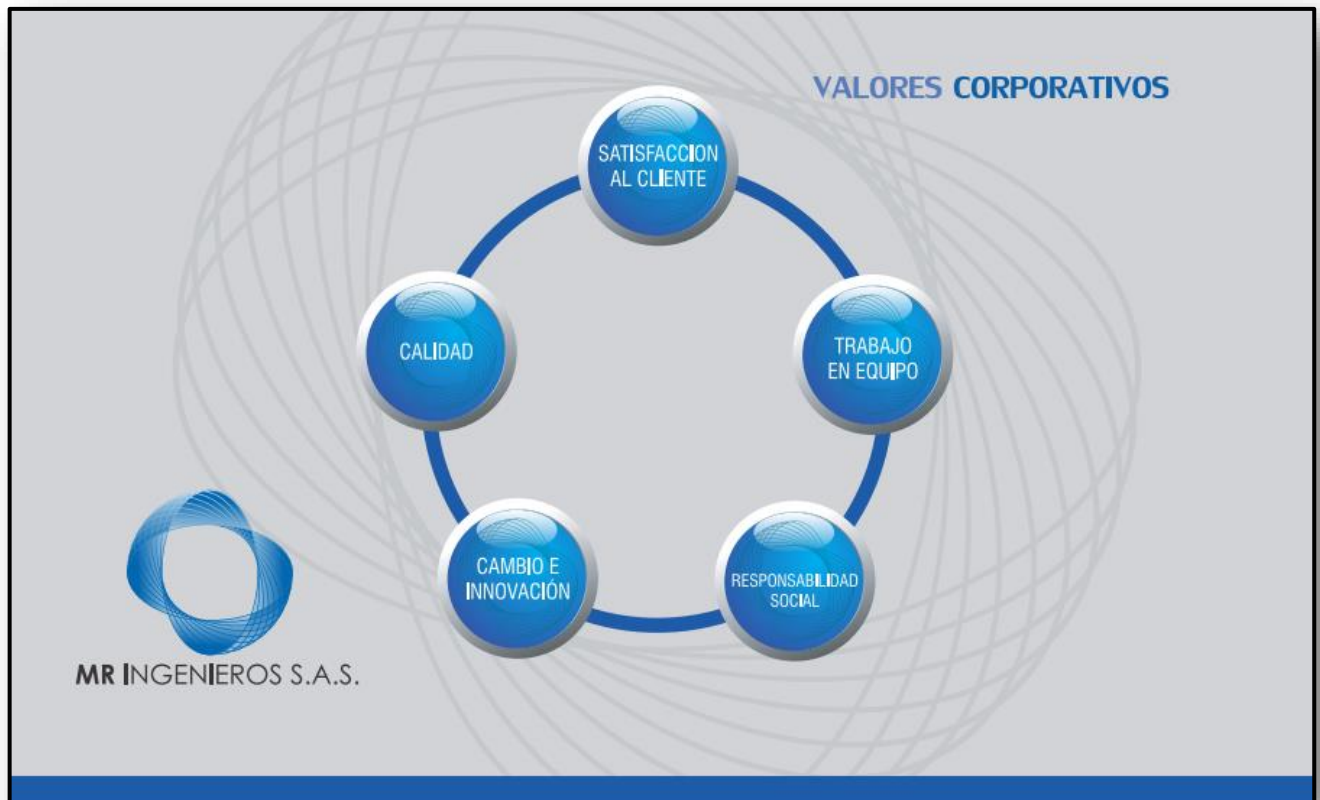 VALORES CORPORATIVOS
SATISFACCION
AL CLIENTE
TRABAJO
EN EQUIPO
RESPONSABILIDAD
SOCIAL
CAMBIO E
INNOVACIÓN
CALIDAD
MR INGENIEROS S.A.S.